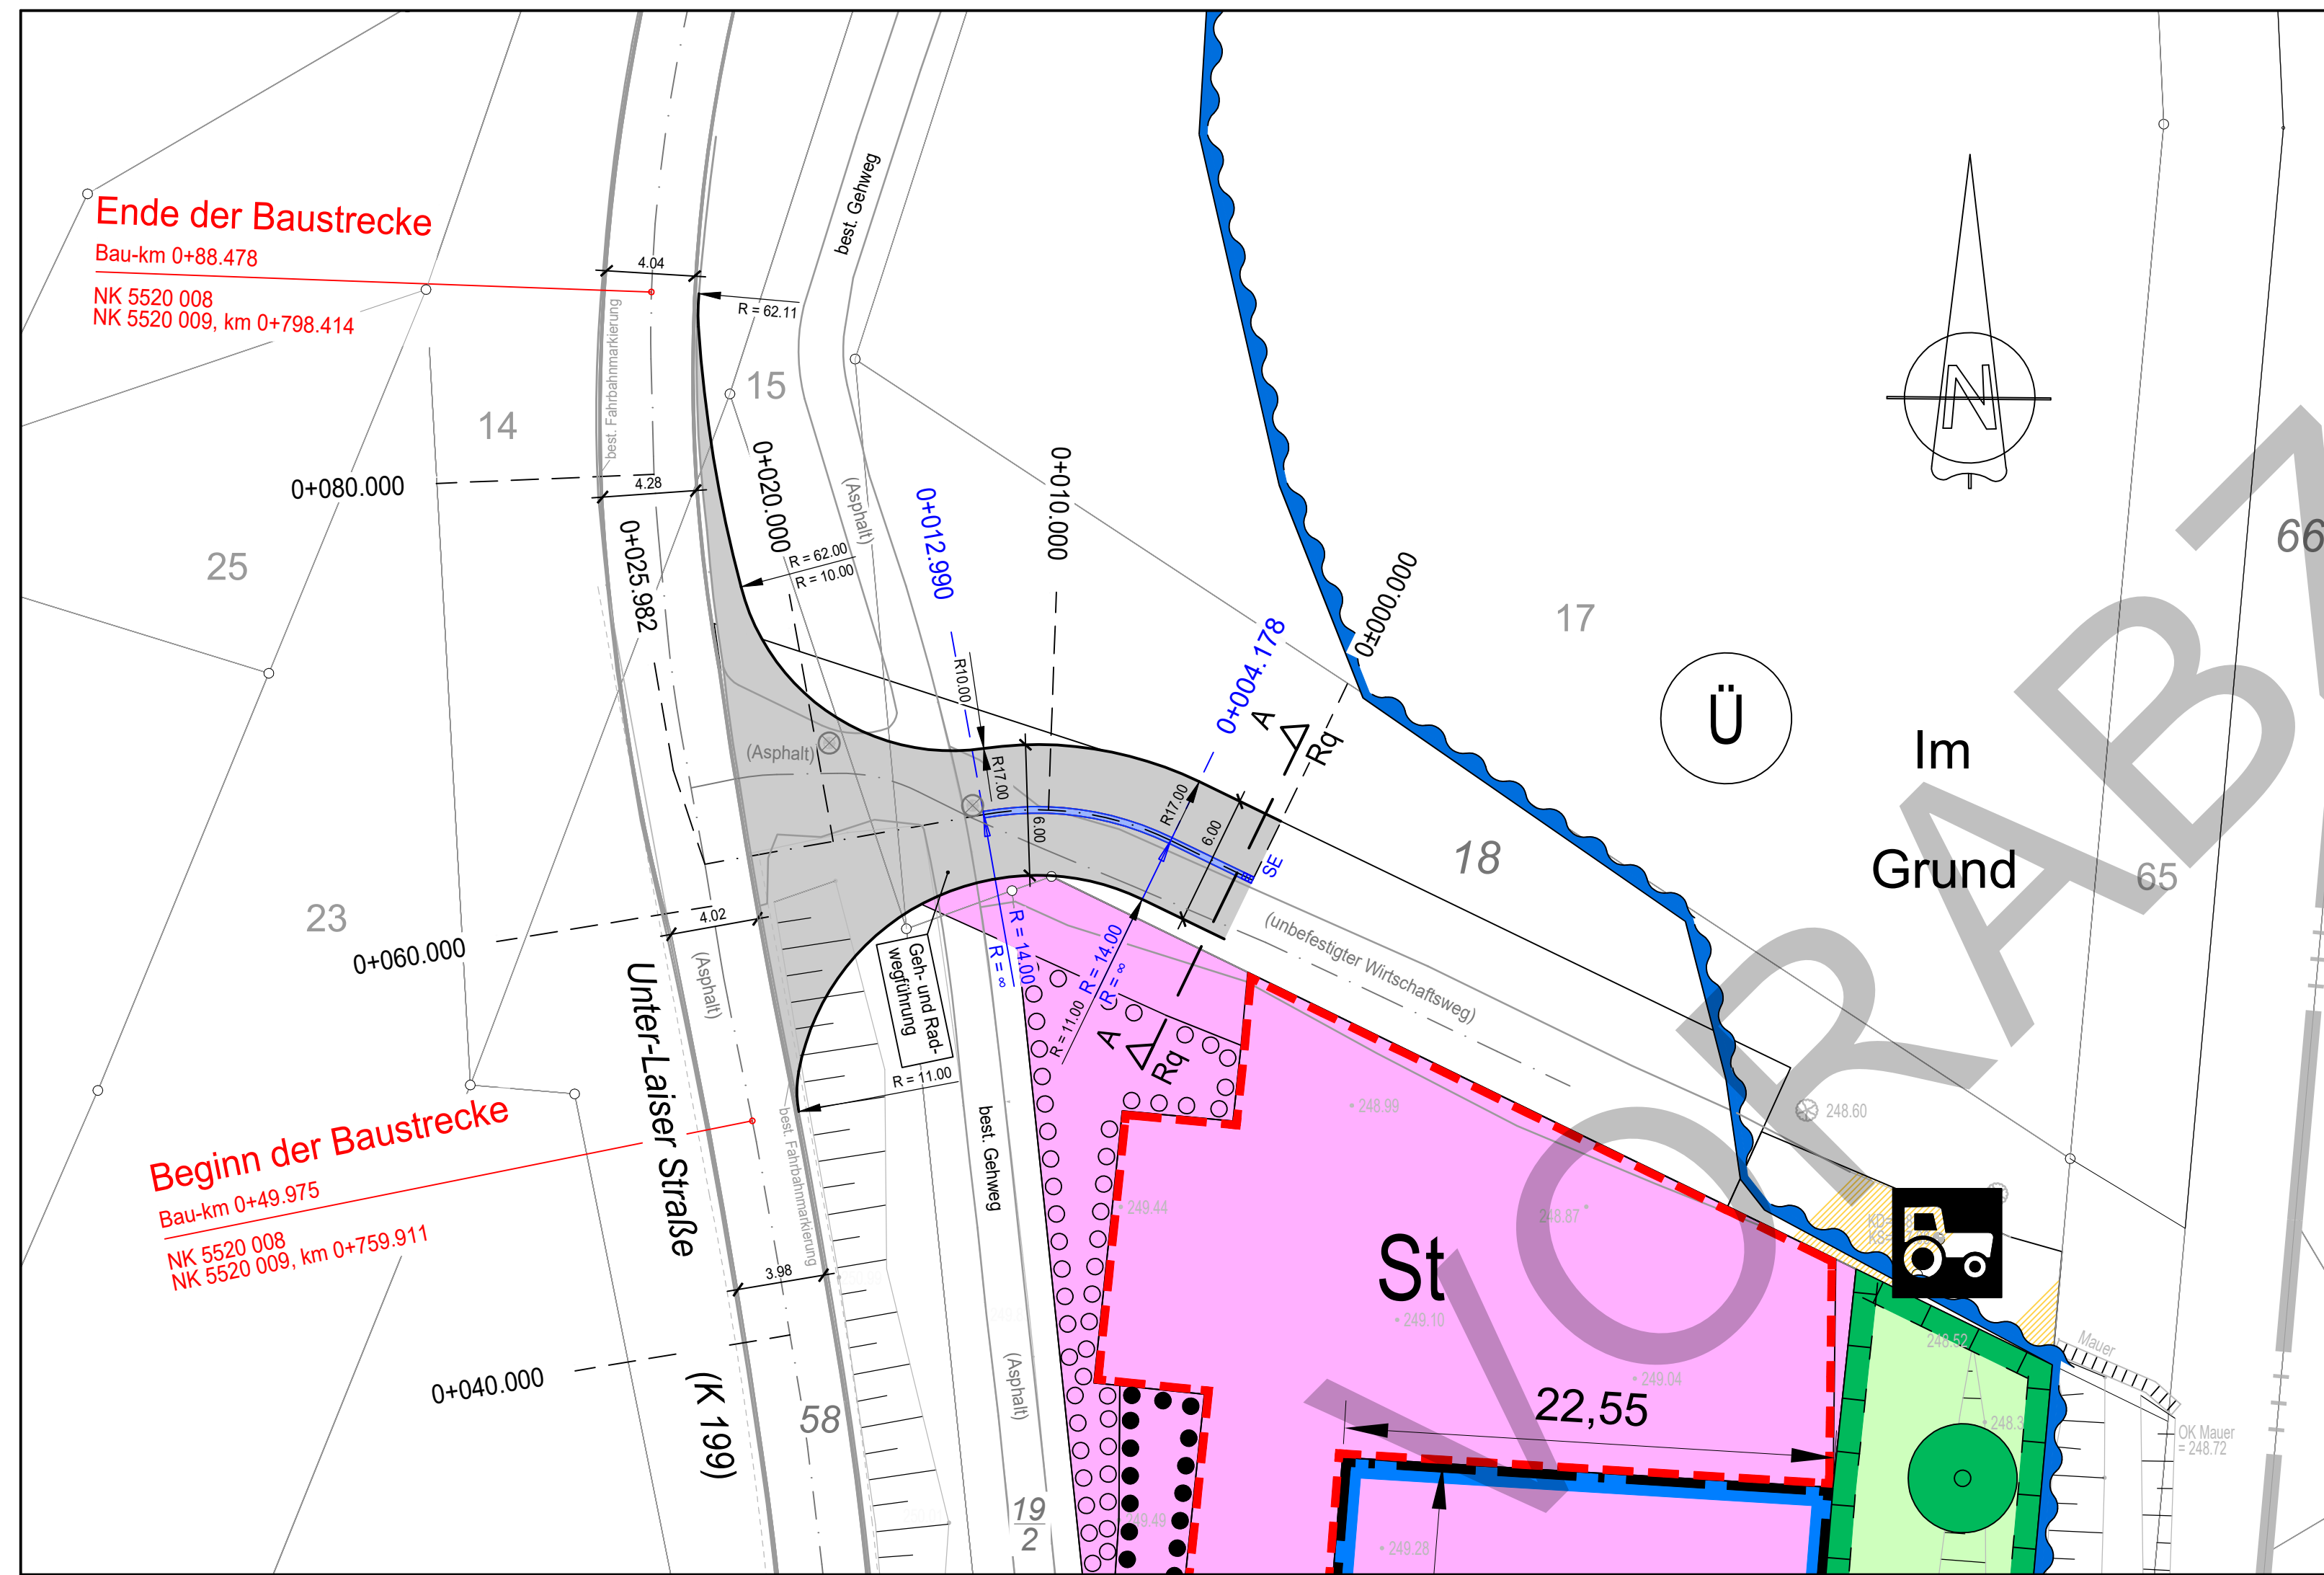 Ende der Baustrecke
Bau-km 0+88.478
NK 5520 008
NK 5520 009, km 0+798.414
4.04
R = 62.11
best. Gehweg
best. Fahrbahnmarkierung
14
15
0+080.000
4.28
0+025.982
0+020.000
R = 62.00
R = 10.00
(Asphalt)
0+012.990
0+010.000
0+004.178
0+000.000
25
17
66
N
Ü
Im
Grund
65
18
R10.00
R17.00
6.00
R17.00
6.00
SE
A
Rq
(Asphalt)
(unbefestigter Wirtschaftsweg)
23
0+060.000
4.02
(Asphalt)
Geh- und Rad-
wegführung
R = 14.00
R = ∞
R = 14.00
R = ∞
R = 11.00
A
Rq
R = 11.00
Unter-Laiser Straße
(K 199)
best. Fahrbahnmarkierung
best. Gehweg
(Asphalt)
Beginn der Baustrecke
Bau-km 0+49.975
NK 5520 008
NK 5520 009, km 0+759.911
3.98
0+040.000
58
19
2
248.99
249.44
248.87
248.60
St
249.10
249.04
22,55
249.49
249.28
248.52
248.3
Mauer
OK Mauer
= 248.72
VORAB